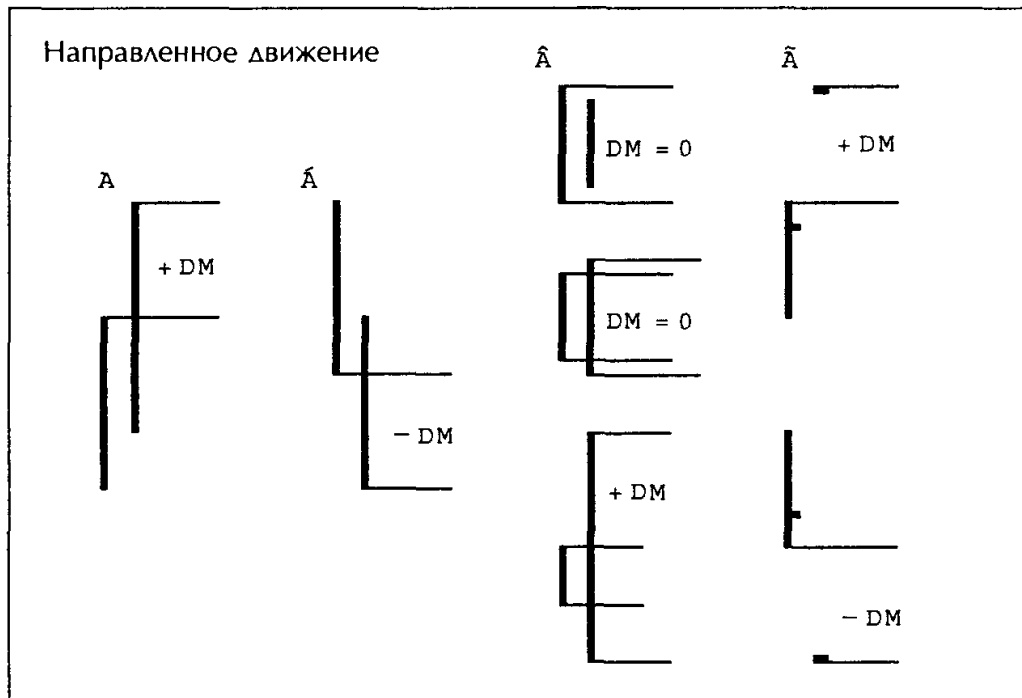 Направленное движение
Â
Ã
DM = 0
+ DM
A
Á
+ DM
DM = 0
− DM
+ DM
− DM